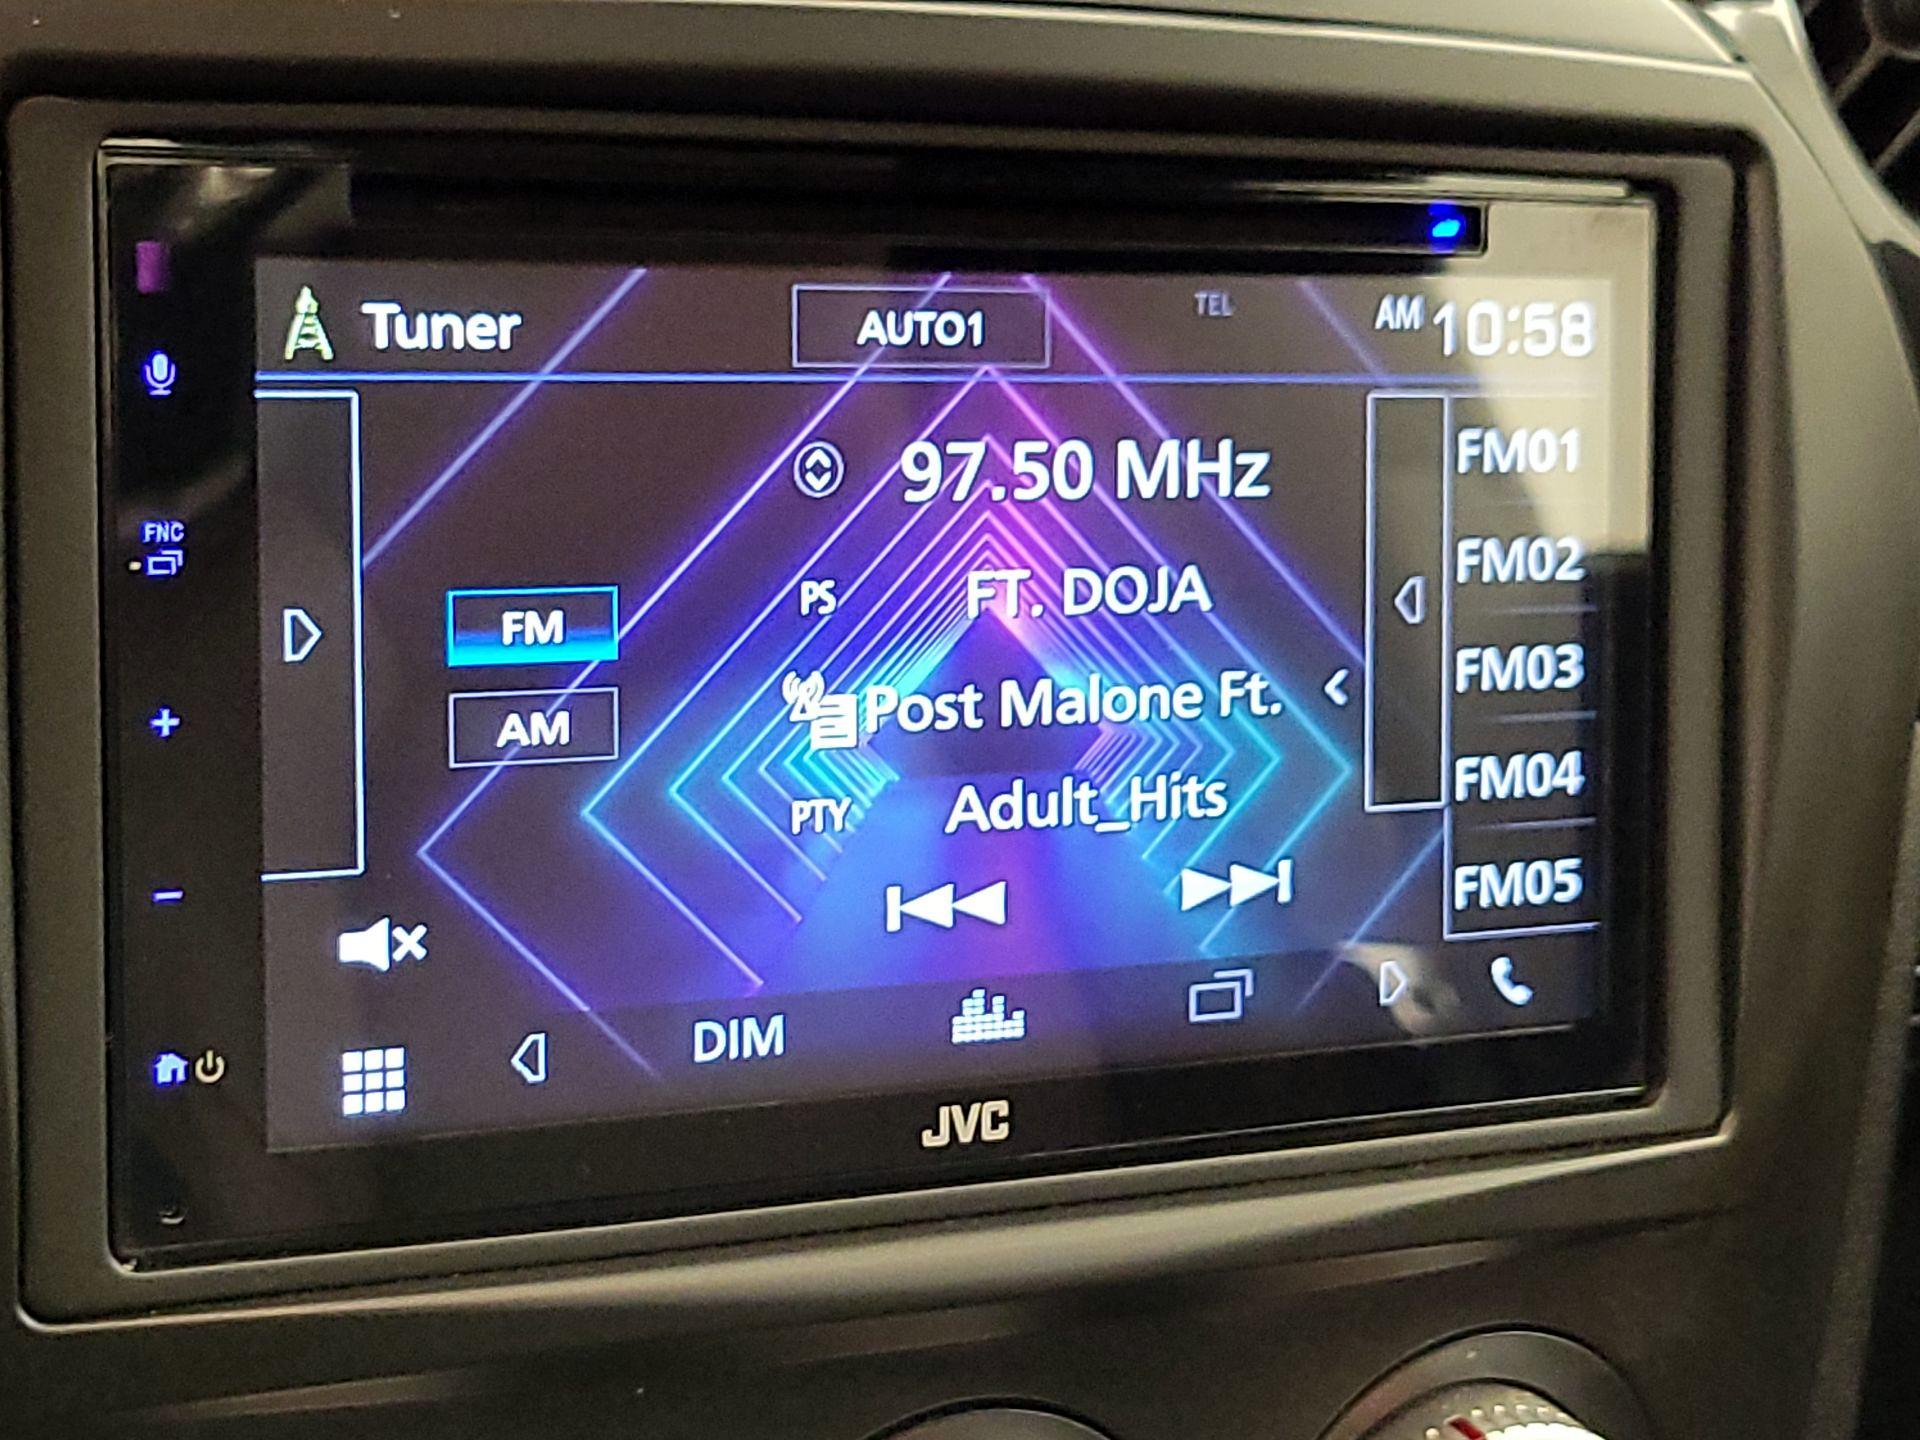 Tuner
AUTO1
TEL
AM 10:58
FNC
97.50 MHz
FM01
FM02
FM
PS FT. DOJA
FM03
AM
Post Malone Ft.
FM04
PTY Adult_Hits
FM05
DIM
JVC